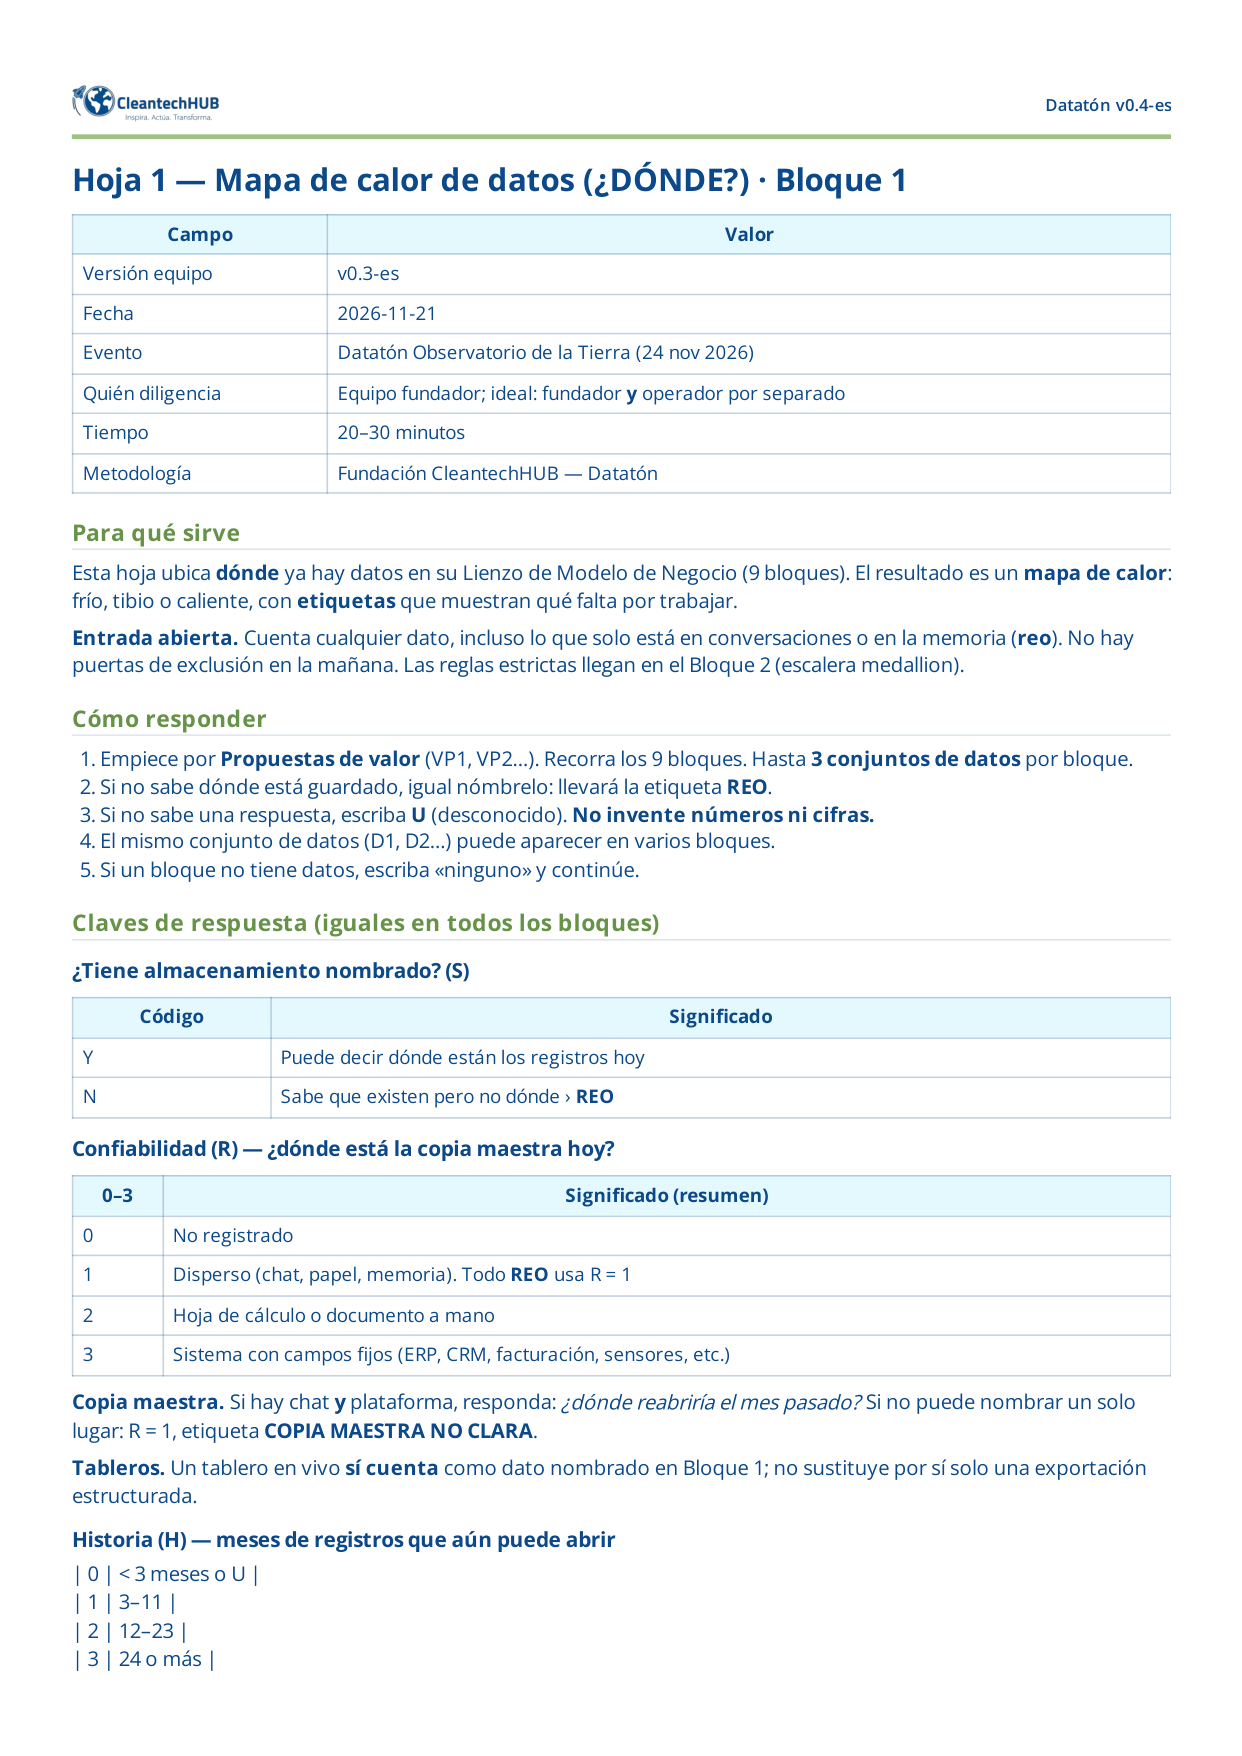 CleantechHUB
Inspira. Actúa. Transforma.
Datatón v0.4-es
Hoja 1 — Mapa de calor de datos (¿DÓNDE?) · Bloque 1
Campo Valor
Versión equipo v0.3-es
Fecha 2026-11-21
Evento Datatón Observatorio de la Tierra (24 nov 2026)
Quién diligencia Equipo fundador; ideal: fundador y operador por separado
Tiempo 20–30 minutos
Metodología Fundación CleantechHUB — Datatón
Para qué sirve
Esta hoja ubica dónde ya hay datos en su Lienzo de Modelo de Negocio (9 bloques). El resultado es un mapa de calor:
frío, tibio o caliente, con etiquetas que muestran qué falta por trabajar.
Entrada abierta. Cuenta cualquier dato, incluso lo que solo está en conversaciones o en la memoria (reo). No hay
puertas de exclusión en la mañana. Las reglas estrictas llegan en el Bloque 2 (escalera medallion).
Cómo responder
1. Empiece por Propuestas de valor (VP1, VP2…). Recorra los 9 bloques. Hasta 3 conjuntos de datos por bloque.
2. Si no sabe dónde está guardado, igual nómbrelo: llevará la etiqueta REO.
3. Si no sabe una respuesta, escriba U (desconocido). No invente números ni cifras.
4. El mismo conjunto de datos (D1, D2…) puede aparecer en varios bloques.
5. Si un bloque no tiene datos, escriba «ninguno» y continúe.
Claves de respuesta (iguales en todos los bloques)
¿Tiene almacenamiento nombrado? (S)
Código Significado
Y Puede decir dónde están los registros hoy
N Sabe que existen pero no dónde › REO
Confiabilidad (R) — ¿dónde está la copia maestra hoy?
0–3 Significado (resumen)
0 No registrado
1 Disperso (chat, papel, memoria). Todo REO usa R = 1
2 Hoja de cálculo o documento a mano
3 Sistema con campos fijos (ERP, CRM, facturación, sensores, etc.)
Copia maestra. Si hay chat y plataforma, responda: ¿dónde reabriría el mes pasado? Si no puede nombrar un solo
lugar: R = 1, etiqueta COPIA MAESTRA NO CLARA.
Tableros. Un tablero en vivo sí cuenta como dato nombrado en Bloque 1; no sustituye por sí solo una exportación
estructurada.
Historia (H) — meses de registros que aún puede abrir
| 0 | < 3 meses o U |
| 1 | 3–11 |
| 2 | 12–23 |
| 3 | 24 o más |